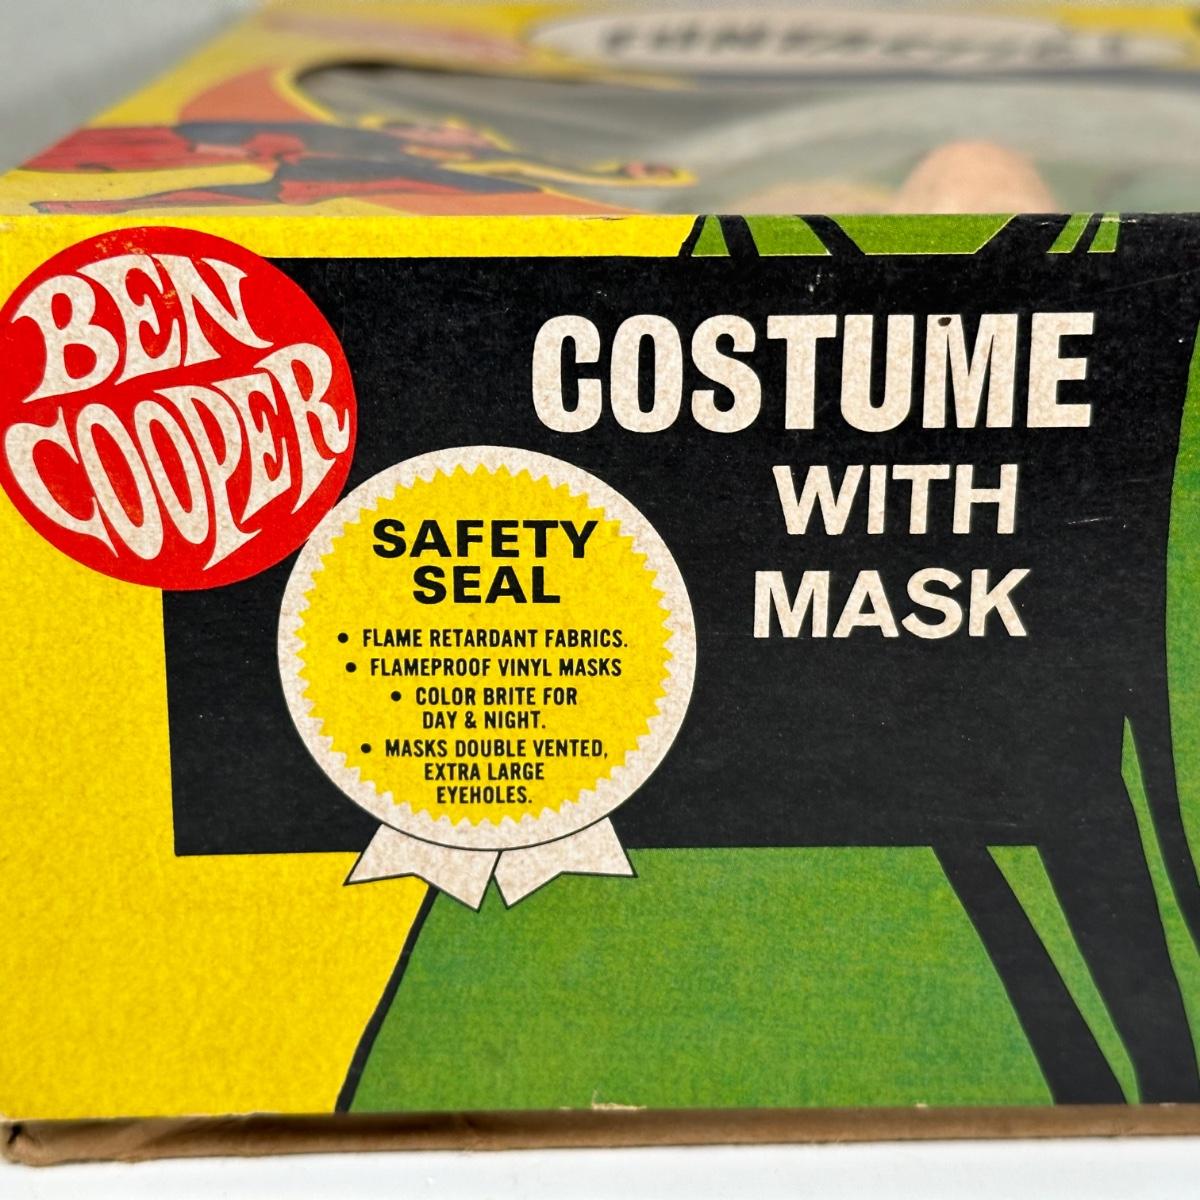 BEN
COOPER
COSTUME
WITH
MASK
SAFETY
SEAL
• FLAME RETARDANT FABRICS.
• FLAMEPROOF VINYL MASKS
• COLOR BRITE FOR
DAY & NIGHT.
• MASKS DOUBLE VENTED,
EXTRA LARGE
EYEHOLES.